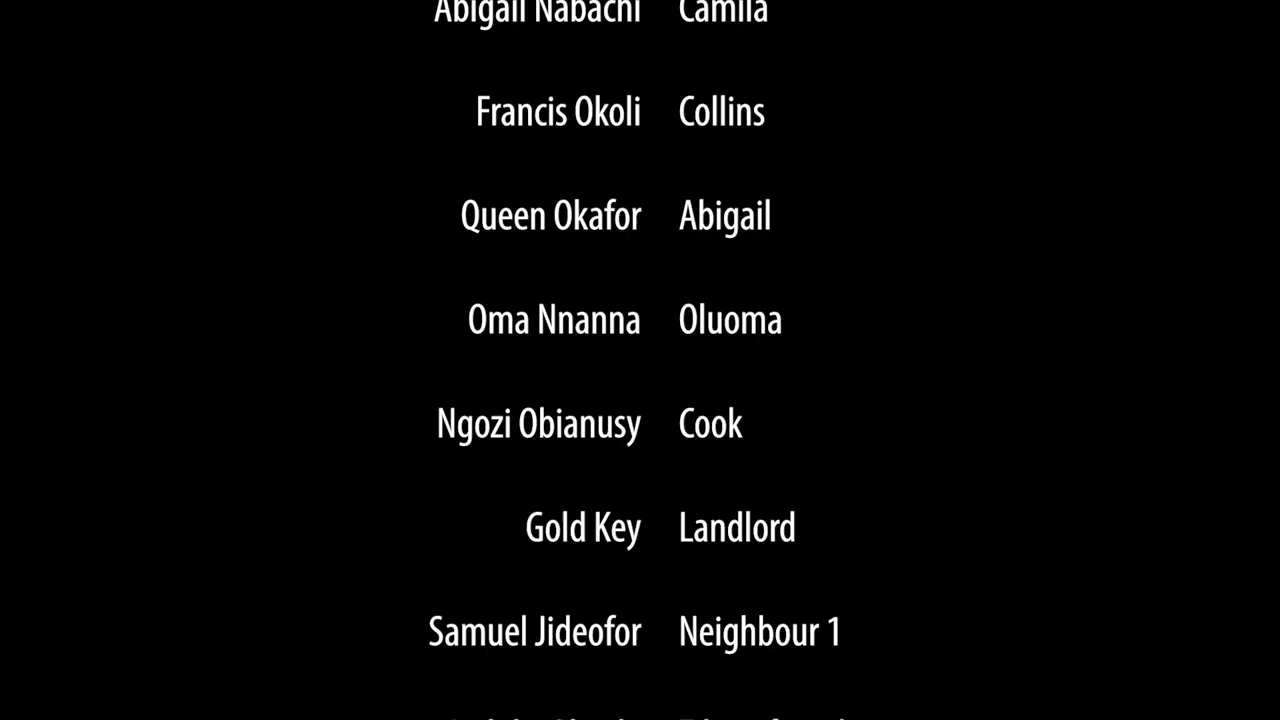 Abigail Nabachi Camila
Francis Okoli Collins
Queen Okafor Abigail
Oma Nnanna Oluoma
Ngozi Obianusy Cook
Gold Key Landlord
Samuel Jideofor Neighbour 1